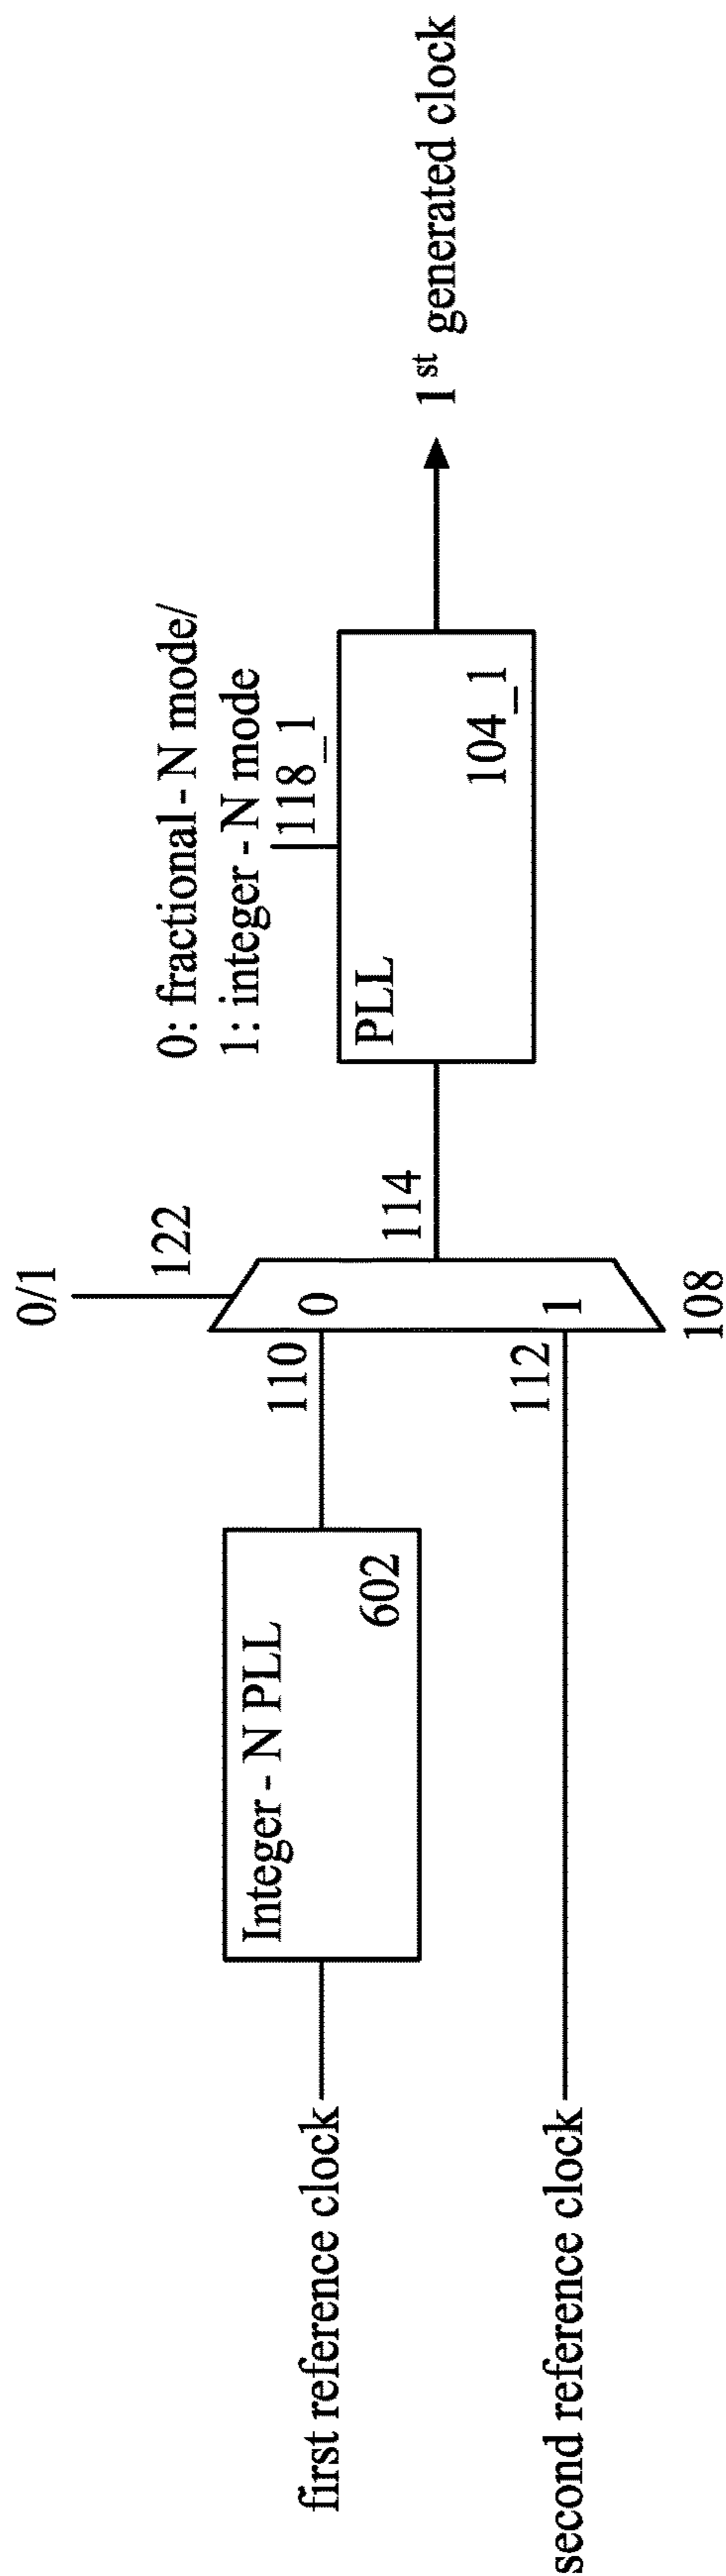 0/1
122
0: fractional - N mode/
1: integer - N mode
118_1
Integer - N PLL
602
110
0
114
PLL
104_1
1st generated clock
first reference clock
112
1
108
second reference clock